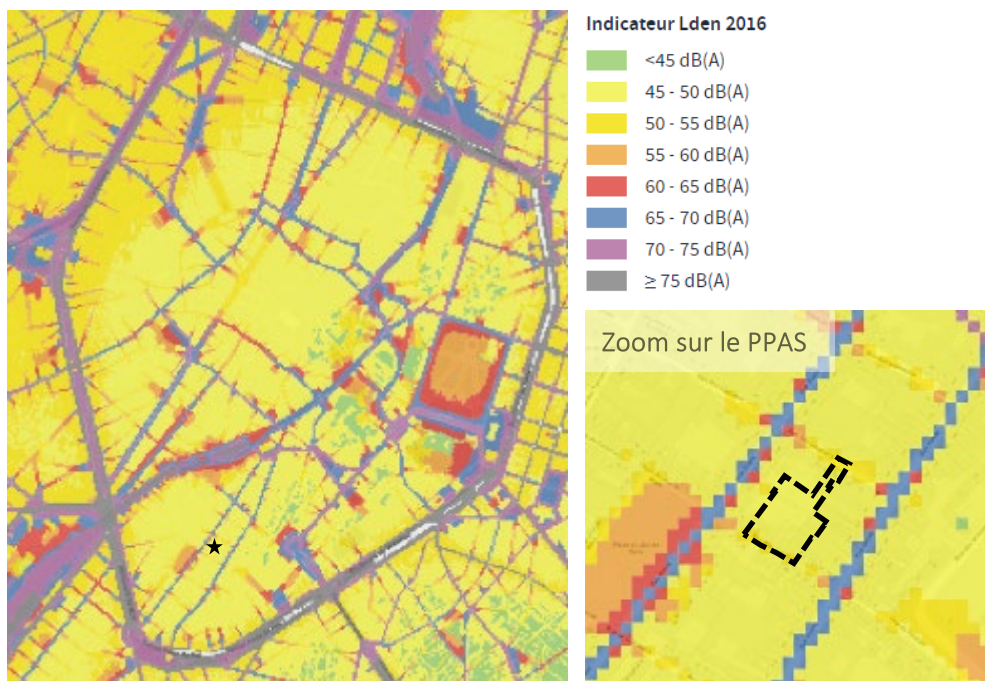 Indicateur Lden 2016
<45 dB(A)
45 - 50 dB(A)
50 - 55 dB(A)
55 - 60 dB(A)
60 - 65 dB(A)
65 - 70 dB(A)
70 - 75 dB(A)
≥ 75 dB(A)
Zoom sur le PPAS